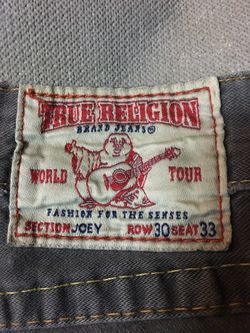 TRUE RELIGION
BRAND JEANS®
WORLD TOUR
FASHION FOR THE SENSES
SECTION JOEY ROW 30 SEAT 33